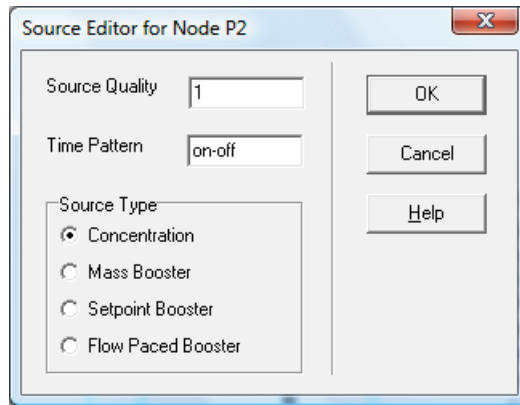 Source Editor for Node P2
Source Quality 1
Time Pattern on-off
Source Type
Concentration
Mass Booster
Setpoint Booster
Flow Paced Booster
OK
Cancel
Help